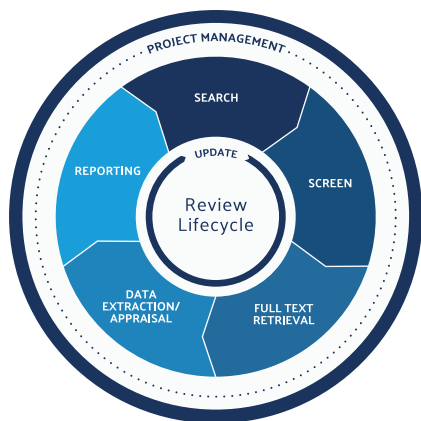 PROJECT MANAGEMENT
SEARCH
SCREEN
FULL TEXT
RETRIEVAL
DATA
EXTRACTION/
APPRAISAL
REPORTING
UPDATE
Review
Lifecycle